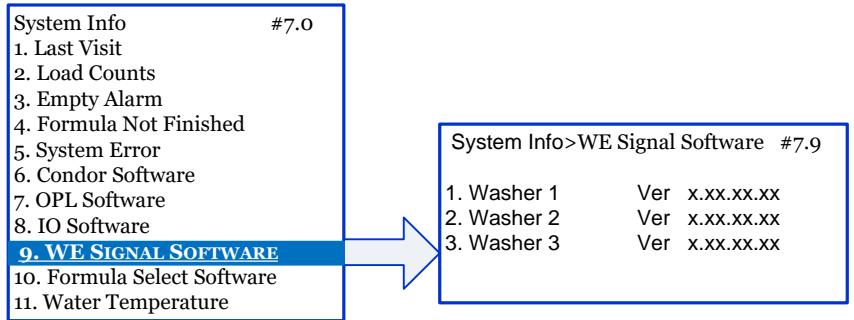 System Info #7.0
1. Last Visit
2. Load Counts
3. Empty Alarm
4. Formula Not Finished
5. System Error
6. Condor Software
7. OPL Software
8. IO Software
9. WE SIGNAL SOFTWARE
10. Formula Select Software
11. Water Temperature
System Info>WE Signal Software #7.9
1. Washer 1 Ver x.xx.xx.xx
2. Washer 2 Ver x.xx.xx.xx
3. Washer 3 Ver x.xx.xx.xx